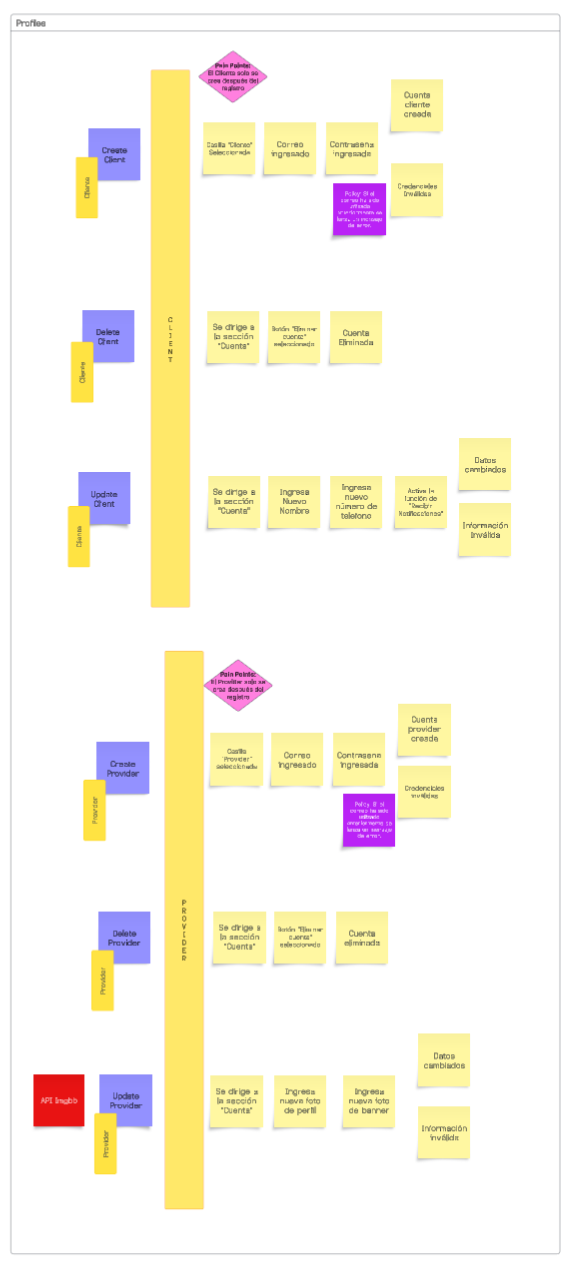 Profiles
Pain Points:
El Cliente solo se
crea después del
registro
Cuenta
cliente
creada
Create
Client
Cliente
Casilla "Cliente"
Seleccionada
Correo
ingresado
Contraseña
ingresada
Credenciales
Inválidas
Policy: Si el
correo ha sido
utilizado
anteriormente se
lanza un mensaje
de error.
CLIENT
Delete
Client
Cliente
Se dirige a
la sección
"Cuenta"
Botón "Eliminar
cuenta"
seleccionado
Cuenta
Eliminada
Update
Client
Cliente
Se dirige a
la sección
"Cuenta"
Ingresa
Nuevo
Nombre
Ingresa
nuevo
número de
telefono
Activa la
función de
"Recibir
Notificaciones"
Datos
cambiados
Información
Inválida
Pain Points:
El Provider solo se
crea después del
registro
Cuenta
provider
creada
Create
Provider
Provider
Casilla
"Provider"
seleccionada
Correo
ingresado
Contraseña
ingresada
Credenciales
inválidas
Policy: Si el
correo ha sido
utilizado
anteriormente se
lanza un mensaje
de error.
PROVIDER
Delete
Provider
Provider
Se dirige a
la sección
"Cuenta"
Botón "Eliminar
cuenta"
seleccionado
Cuenta
eliminada
API Imgbb
Update
Provider
Provider
Se dirige a
la sección
"Cuenta"
Ingresa
nueva foto
de perfil
Ingresa
nueva foto
de banner
Datos
cambiados
Información
inválida